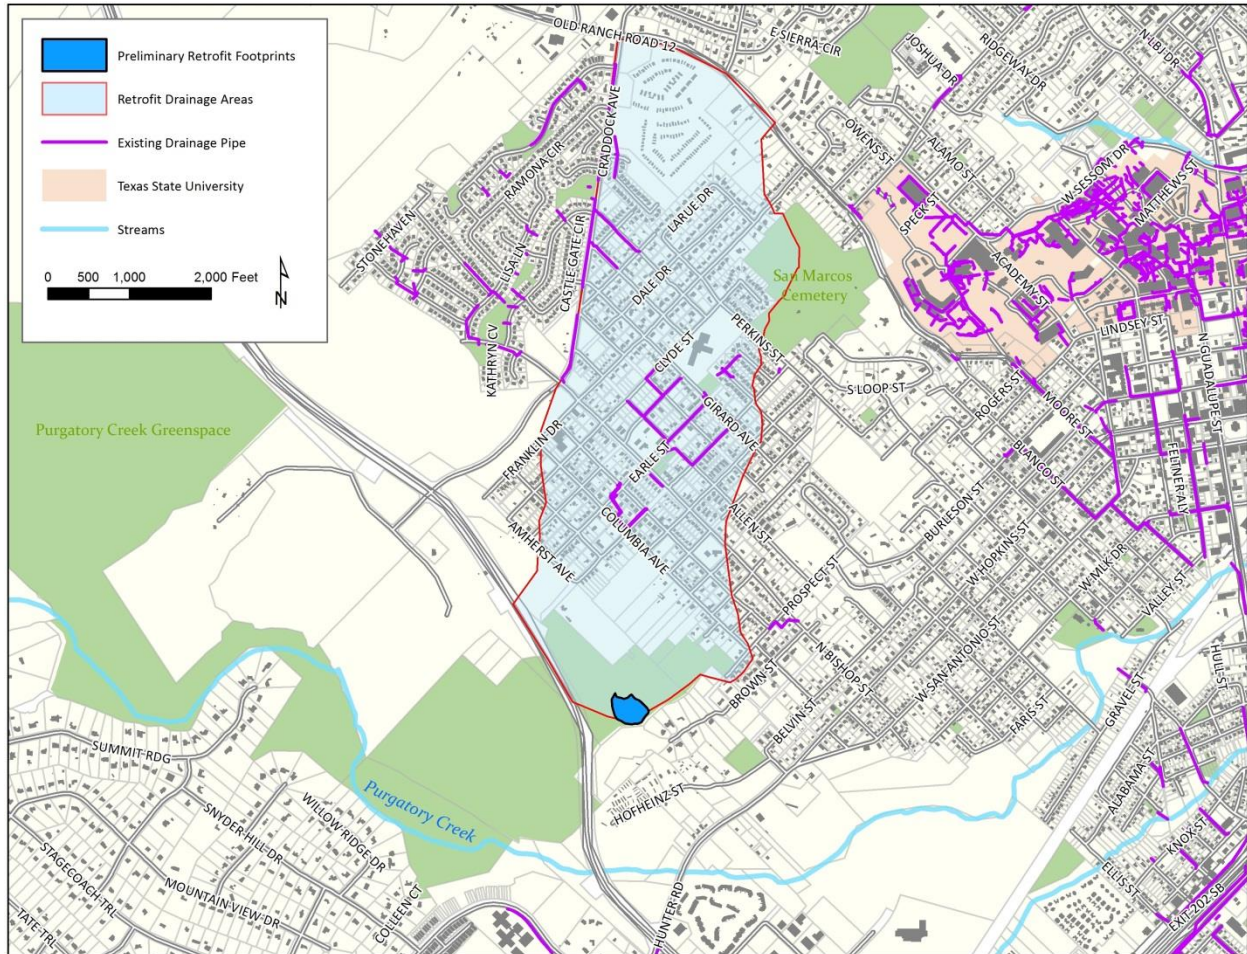 Preliminary Retrofit Footprints
Retrofit Drainage Areas
Existing Drainage Pipe
Texas State University
Streams
0 500 1,000 2,000 Feet
N
OLD RANCH ROAD 12
E SIERRA CIR
JOSHUA DR
RIDGEWAY DR
N LBJ DR
CRADDOCK AVE
RAMONA CIR
OWENS ST
ALAMO ST
W SESSOM DR
MATTHEWS ST
STONEHAVEN
LISA LN
CASTLE GATE CIR
LARUE DR
SPECK ST
ACADEMY ST
DALE DR
San Marcos
Cemetery
LINDSEY ST
N GUADALUPE ST
KATHRYN CV
CLYDE ST
PERKINS ST
S LOOP ST
ROGERS ST
MOORE ST
Purgatory Creek Greenspace
FRANKLIN DR
GIRARD AVE
EARLE ST
BLANCO ST
FELTNER ALY
AMHERST AVE
COLUMBIA AVE
ALLEN ST
BURLESON ST
W HOPKINS ST
W MLK DR
VALLEY ST
PROSPECT ST
N BISHOP ST
W SAN ANTONIO ST
BROWN ST
BELVIN ST
FARIS ST
GRAVEL ST
HULL ST
SUMMIT RDG
SNYDER HILL DR
WILLOW RIDGE DR
Purgatory Creek
HOFHEINZ ST
ALABAMA ST
KNOX ST
STAGECOACH TRL
MOUNTAIN VIEW DR
COLLEEN CT
TATE TRL
HUNTER RD
ELLIS ST
EXIT 202 SB